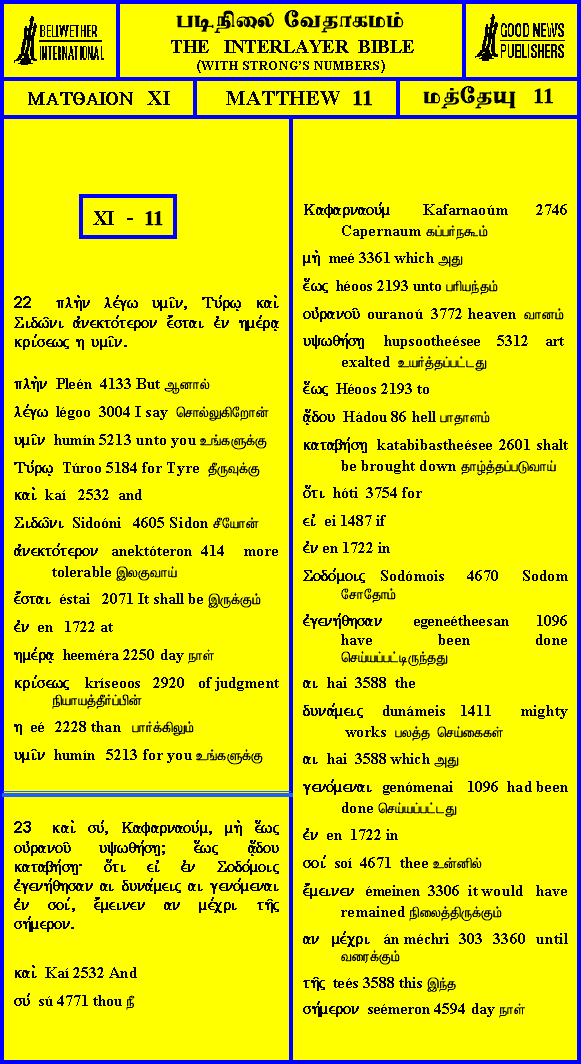 BELLWETHER
INTERNATIONAL
படிநிலை வேதாகமம்
THE INTERLAYER BIBLE
(WITH STRONG'S NUMBERS)
GOOD NEWS
PUBLISHERS
ΜΑΤΘΑΙΟΝ XI
MATTHEW 11
மத்தேயு 11
XI - 11
22 πλὴν λέγω υμῖν, Τύρῳ καὶ
Σιδῶνι ἀνεκτότερον ἔσται ἐν ημέρᾳ
κρίσεως η υμῖν.
πλὴν Pleén 4133 But ஆனால்
λέγω légoo 3004 I say சொல்லுகிறோன்
υμῖν humín 5213 unto you உங்களுக்கு
Τύρῳ Túroo 5184 for Tyre தீருவுக்கு
καὶ kaí 2532 and
Σιδῶνι Sidoóni 4605 Sidon சீயோன்
ἀνεκτότερον anektóteron 414 more
tolerable இலகுவாய்
ἔσται éstai 2071 It shall be இருக்கும்
ἐν en 1722 at
ημέρᾳ heeméra 2250 day நாள்
κρίσεως kríseoos 2920 of judgment
நியாயத்தீர்ப்பின்
η eé 2228 than பார்க்கிலும்
υμῖν humín 5213 for you உங்களுக்கு
23 καὶ σύ, Καφαρναούμ, μὴ ἕως
οὐρανοῦ υψωθήσῃ; ἕως ᾅδου
καταβήσῃ· ὅτι εἰ ἐν Σοδόμοις
ἐγενήθησαν αι δυνάμεις αι γενόμεναι
ἐν σοί, ἔμεινεν αν μέχρι τῆς
σήμερον.
καὶ Kaí 2532 And
σύ sú 4771 thou நீ
Καφαρναούμ Kafarnaoúm 2746
Capernaum கப்பர்நகூம்
μὴ meé 3361 which அது
ἕως héoos 2193 unto பரியந்தம்
οὐρανοῦ ouranoú 3772 heaven வானம்
υψωθήσῃ hupsootheésee 5312 art
exalted உயர்த்தப்பட்டது
ἕως Héoos 2193 to
ᾅδου Hádou 86 hell பாதாளம்
καταβήσῃ katabibastheésee 2601 shalt
be brought down தாழ்த்தப்படுவாய்
ὅτι hóti 3754 for
εἰ ei 1487 if
ἐν en 1722 in
Σοδόμοις Sodómois 4670 Sodom
சோதோம்
ἐγενήθησαν egeneétheesan 1096
have been done
செய்யப்பட்டிருந்தது
αι hai 3588 the
δυνάμεις dunámeis 1411 mighty
works பலத்த செய்கைகள்
αι hai 3588 which அது
γενόμεναι genómenai 1096 had been
done செய்யப்பட்டது
ἐν en 1722 in
σοί soí 4671 thee உன்னில்
ἔμεινεν émeinen 3306 it would have
remained நிலைத்திருக்கும்
αν μέχρι án méchri 303 3360 until
வரைக்கும்
τῆς teés 3588 this இந்த
σήμερον seémeron 4594 day நாள்